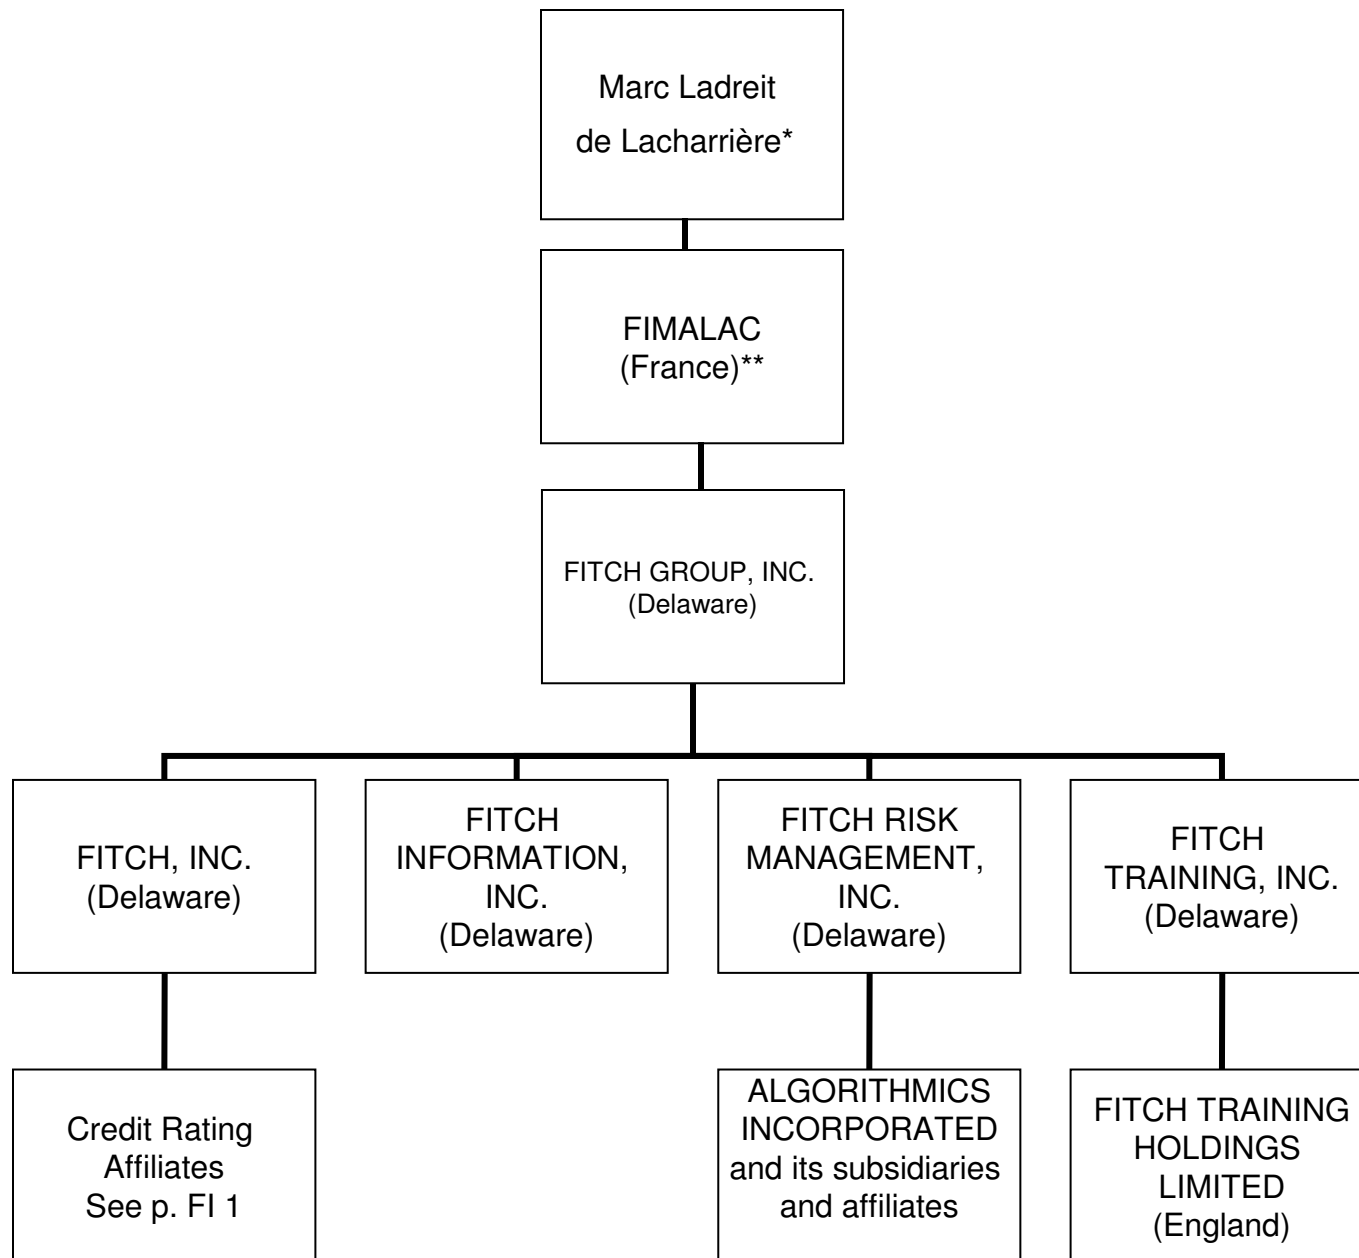 Marc Ladreit
de Lacharrière*
FIMALAC
(France)**
FITCH GROUP, INC.
(Delaware)
FITCH, INC.
(Delaware)
FITCH
INFORMATION,
INC.
(Delaware)
FITCH RISK
MANAGEMENT,
INC.
(Delaware)
FITCH
TRAINING, INC.
(Delaware)
Credit Rating
Affiliates
See p. FI 1
ALGORITHMICS
INCORPORATED
and its subsidiaries
and affiliates
FITCH TRAINING
HOLDINGS
LIMITED
(England)